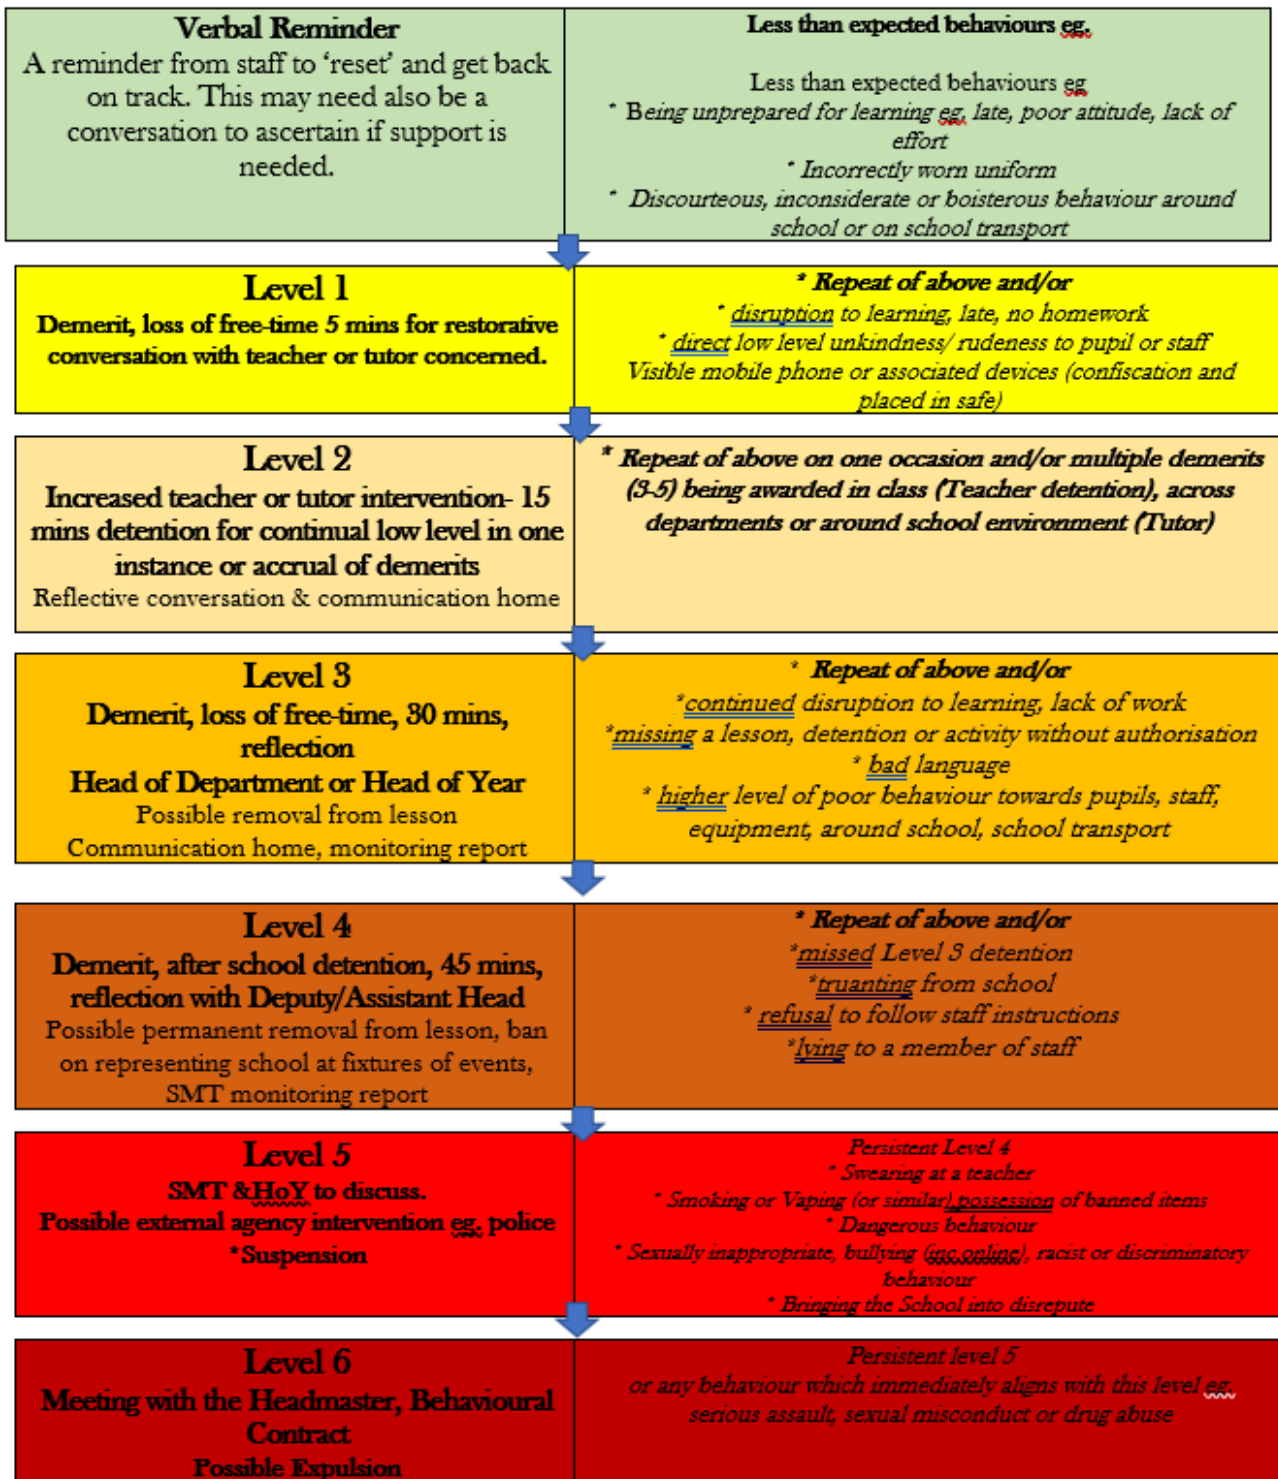 Verbal Reminder
A reminder from staff to ‘reset’ and get back
on track. This may need also be a
conversation to ascertain if support is
needed.
Less than expected behaviours eg.
Less than expected behaviours eg
* Being unprepared for learning eg. late, poor attitude, lack of
effort
* Incorrectly worn uniform
* Discourteous, inconsiderate or boisterous behaviour around
school or on school transport
Level 1
Demerit, loss of free-time 5 mins for restorative
conversation with teacher or tutor concerned.
* Repeat of above and/or
* disruption to learning, late, no homework
* direct low level unkindness/ rudeness to pupil or staff
Visible mobile phone or associated devices (confiscation and
placed in safe)
Level 2
Increased teacher or tutor intervention- 15
mins detention for continual low level in one
instance or accrual of demerits
Reflective conversation & communication home
* Repeat of above on one occasion and/or multiple demerits
(3-5) being awarded in class (Teacher detention), across
departments or around school environment (Tutor)
Level 3
Demerit, loss of free-time, 30 mins,
reflection
Head of Department or Head of Year
Possible removal from lesson
Communication home, monitoring report
* Repeat of above and/or
*continued disruption to learning, lack of work
*missing a lesson, detention or activity without authorisation
* bad language
* higher level of poor behaviour towards pupils, staff,
equipment, around school, school transport
Level 4
Demerit, after school detention, 45 mins,
reflection with Deputy/Assistant Head
Possible permanent removal from lesson, ban
on representing school at fixtures of events,
SMT monitoring report
* Repeat of above and/or
*missed Level 3 detention
*truanting from school
* refusal to follow staff instructions
*lying to a member of staff
Level 5
SMT &HoY to discuss.
Possible external agency intervention eg. police
*Suspension
Persistent Level 4
* Swearing at a teacher
* Smoking or Vaping (or similar),possession of banned items
* Dangerous behaviour
* Sexually inappropriate, bullying (inc.online), racist or discriminatory
behaviour
* Bringing the School into disrepute
Level 6
Meeting with the Headmaster, Behavioural
Contract
Possible Expulsion
Persistent level 5
or any behaviour which immediately aligns with this level eg.
serious assault, sexual misconduct or drug abuse